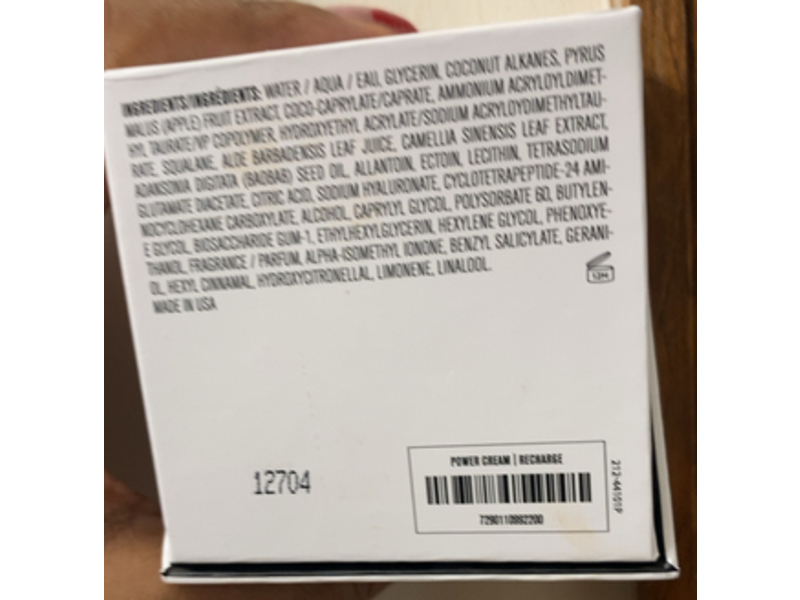 INGREDIENTS/INGRÉDIENTS: WATER / AQUA / EAU, GLYCERIN, COCONUT ALKANES, PYRUS
MALUS (APPLE) FRUIT EXTRACT, COCO-CAPRYLATE/CAPRATE, AMMONIUM ACRYLOYLDIMET-
HYL TAURATE/VP COPOLYMER, HYDROXYETHYL ACRYLATE/SODIUM ACRYLOYDIMETHYLTAU-
RATE, SQUALANE, ALOE BARBADENSIS LEAF JUICE, CAMELLIA SINENSIS LEAF EXTRACT,
ADANSONIA DIGITATA (BAOBAB) SEED OIL, ALLANTOIN, ECTOIN, LECITHIN, TETRASODIUM
GLUTAMATE DIACETATE, CITRIC ACID, SODIUM HYALURONATE, CYCLOTETRAPEPTIDE-24 AMI-
NOCYCLOHEXANE CARBOXYLATE, ALCOHOL, CAPRYLYL GLYCOL, POLYSORBATE 60, BUTYLEN-
E GLYCOL, BIOSACCHARIDE GUM-1, ETHYLHEXYLGLYCERIN, HEXYLENE GLYCOL, PHENOXYE-
THANOL, FRAGRANCE / PARFUM, ALPHA-ISOMETHYL IONONE, BENZYL SALICYLATE, GERANI-
OL, HEXYL CINNAMAL, HYDROXYCITRONELLAL, LIMONENE, LINALOOL.
MADE IN USA
12M
12704
POWER CREAM | RECHARGE
7290110992200
212-44101P